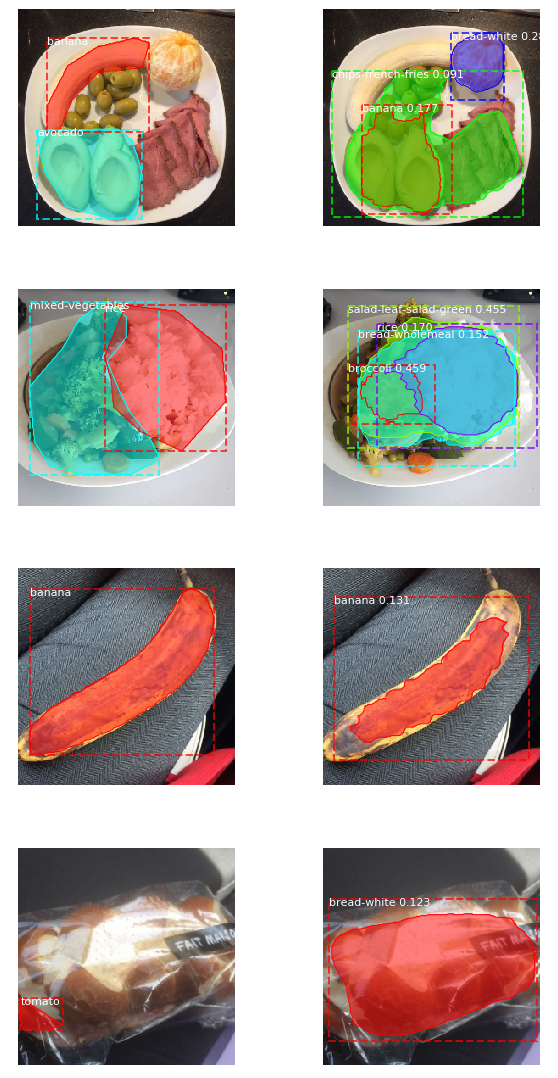 banana
avocado
bread-white 0.28
chips-french-fries 0.091
banana 0.177
mixed-vegetables
rice
salad-leaf-salad-green 0.455
rice 0.170
bread-wholemeal 0.152
broccoli 0.459
banana
banana 0.131
tomato
FAIT
bread-white 0.123
FAIT